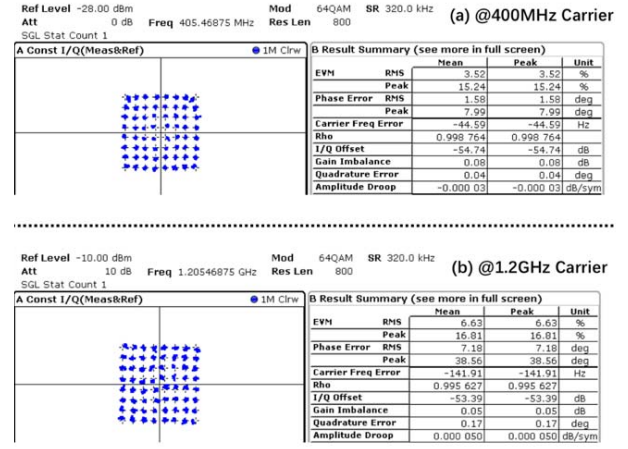 Ref Level -28.00 dBm Mod 64QAM SR 320.0 kHz
(a) @400MHz Carrier
Att 0 dB Freq 405.46875 MHz Res Len 800
SGL Stat Count 1
A Const I/Q(Meas&Ref) 1M Clrw B Result Summary (see more in full screen)
Mean Peak Unit
EVM RMS 3.52 3.52 %
Peak 15.24 15.24 %
Phase Error RMS 1.58 1.58 deg
Peak 7.99 7.99 deg
Carrier Freq Error -44.59 -44.59 Hz
Rho 0.998 764 0.998 764
I/Q Offset -54.74 -54.74 dB
Gain Imbalance 0.08 0.08 dB
Quadrature Error 0.04 0.04 deg
Amplitude Droop -0.000 03 -0.000 03 dB/sym
Ref Level -10.00 dBm Mod 64QAM SR 320.0 kHz
(b) @1.2GHz Carrier
Att 10 dB Freq 1.20546875 GHz Res Len 800
SGL Stat Count 1
A Const I/Q(Meas&Ref) 1M Clrw B Result Summary (see more in full screen)
Mean Peak Unit
EVM RMS 6.63 6.63 %
Peak 16.81 16.81 %
Phase Error RMS 7.18 7.18 deg
Peak 38.56 38.56 deg
Carrier Freq Error -141.91 -141.91 Hz
Rho 0.995 627 0.995 627
I/Q Offset -53.39 -53.39 dB
Gain Imbalance 0.05 0.05 dB
Quadrature Error 0.17 0.17 deg
Amplitude Droop 0.000 050 0.000 050 dB/sym